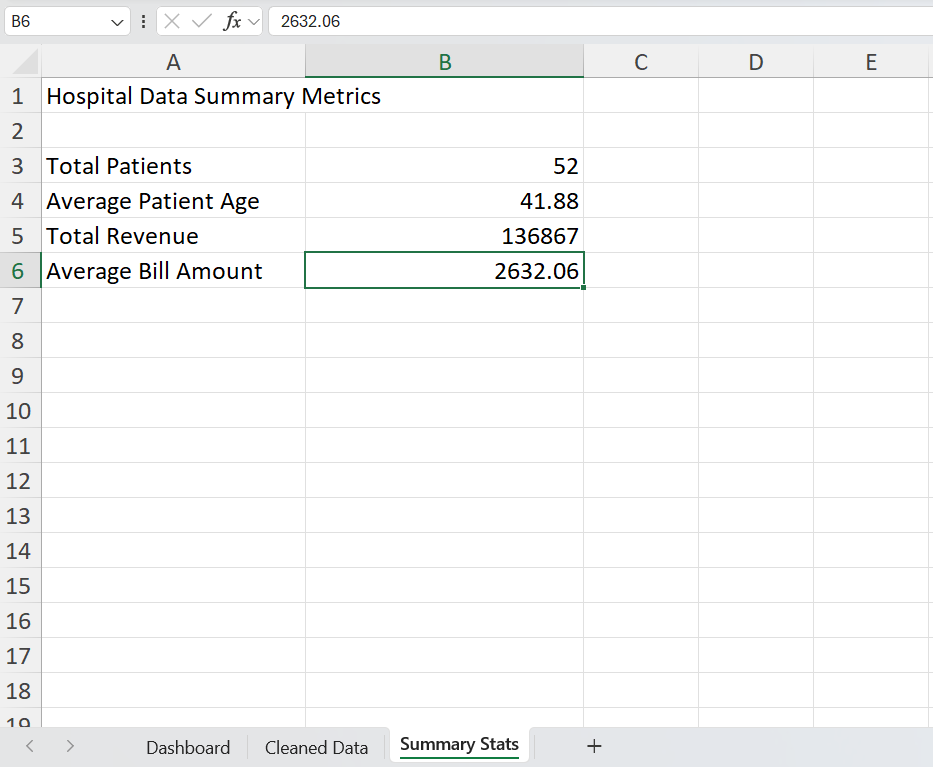 B6 fx 2632.06
A B C D E
1 Hospital Data Summary Metrics
2
3 Total Patients 52
4 Average Patient Age 41.88
5 Total Revenue 136867
6 Average Bill Amount 2632.06
7
8
9
10
11
12
13
14
15
16
17
18
19
Dashboard Cleaned Data Summary Stats +